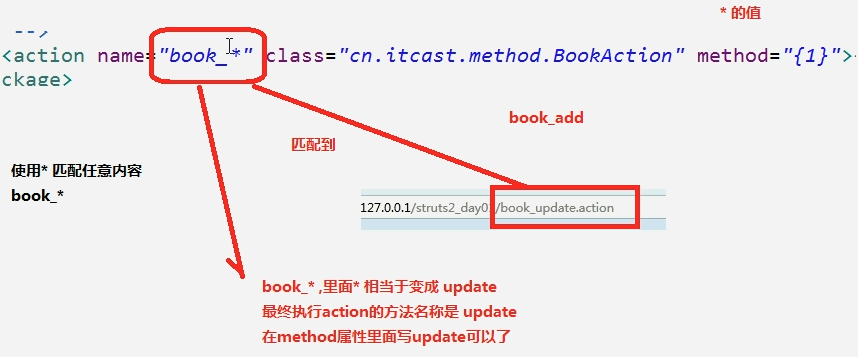 * 的值
-->
<action name="book_*" class="cn.itcast.method.BookAction" method="{1}">
ckage>
book_add
匹配到
使用* 匹配任意内容
book_*
127.0.0.1/struts2_day0 /book_update.action
book_* ,里面* 相当于变成 update
最终执行action的方法名称是 update
在method属性里面写update可以了